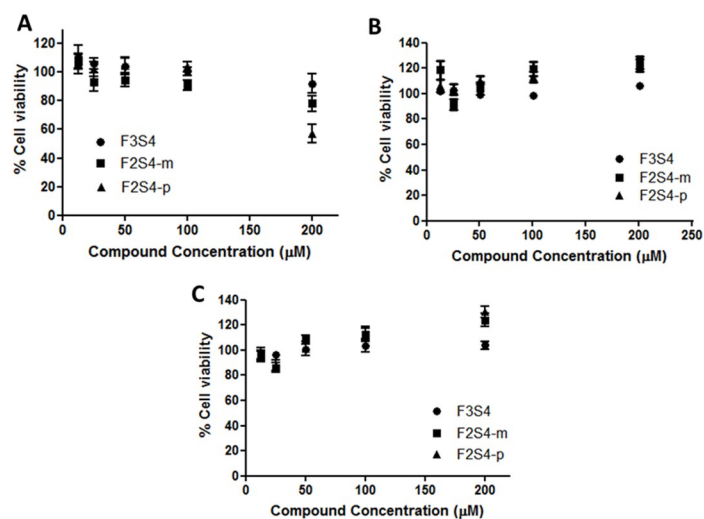 A
120
100
80
60
40
20
0
% Cell viability
F3S4
F2S4-m
F2S4-p
0 50 100 150 200
Compound Concentration (μM)
B
140
120
100
80
60
40
20
0
% Cell viability
F3S4
F2S4-m
F2S4-p
0 50 100 150 200 250
Compound Concentration (μM)
C
140
120
100
80
60
40
20
0
% Cell viability
F3S4
F2S4-m
F2S4-p
0 50 100 150 200
Compound Concentration (μM)